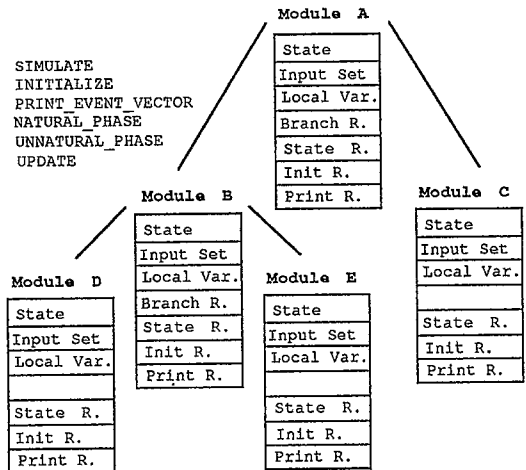 Module A
State
Input Set
Local Var.
Branch R.
State R.
Init R.
Print R.
SIMULATE
INITIALIZE
PRINT_EVENT_VECTOR
NATURAL_PHASE
UNNATURAL_PHASE
UPDATE
Module B
State
Input Set
Local Var.
Branch R.
State R.
Init R.
Print R.
Module C
State
Input Set
Local Var.
State R.
Init R.
Print R.
Module D
State
Input Set
Local Var.
State R.
Init R.
Print R.
Module E
State
Input Set
Local Var.
State R.
Init R.
Print R.